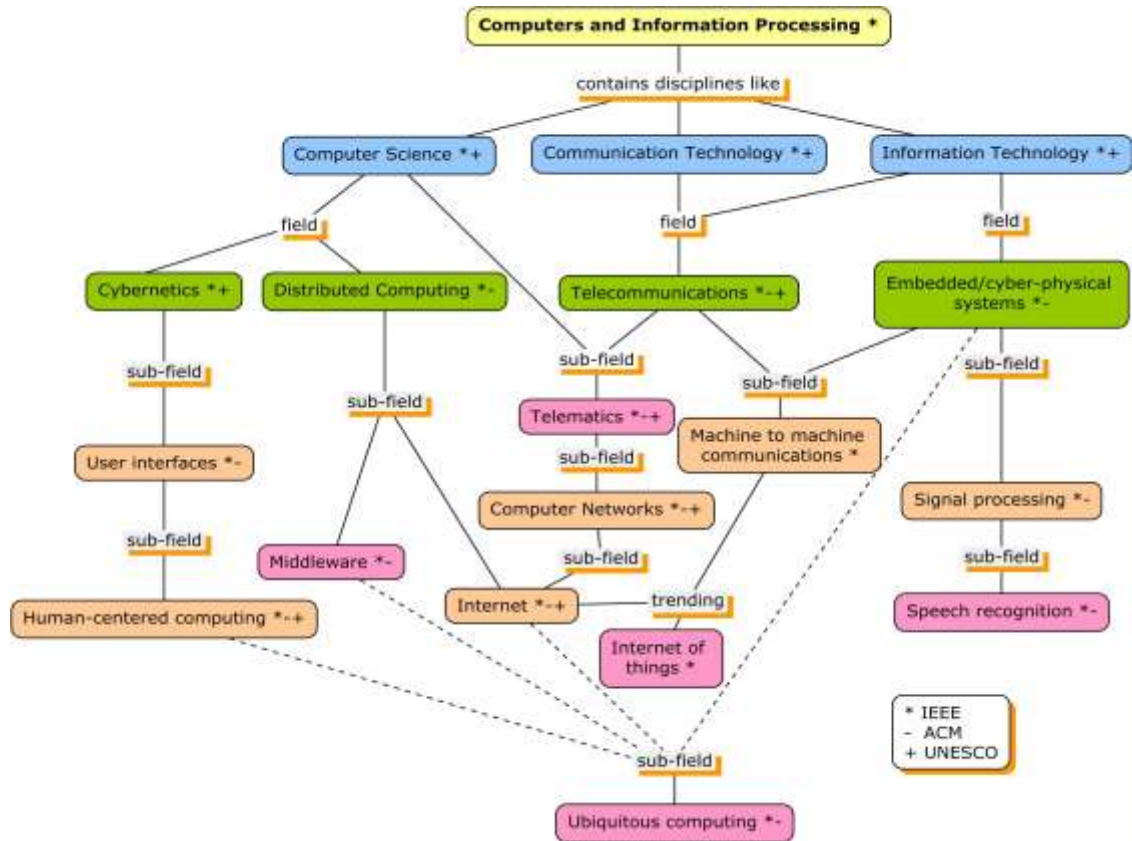 Computers and Information Processing *
contains disciplines like
Computer Science *+
Communication Technology *+
Information Technology *+
field
field
field
Cybernetics *+
Distributed Computing *-
Telecommunications *-+
Embedded/cyber-physical
systems *-
sub-field
sub-field
sub-field
sub-field
sub-field
Telematics *-+
Machine to machine
communications *
User interfaces *-
sub-field
Computer Networks *-+
Signal processing *-
sub-field
Middleware *-
sub-field
sub-field
Human-centered computing *-+
Internet *-+
trending
Speech recognition *-
Internet of
things *
* IEEE
- ACM
+ UNESCO
sub-field
Ubiquitous computing *-